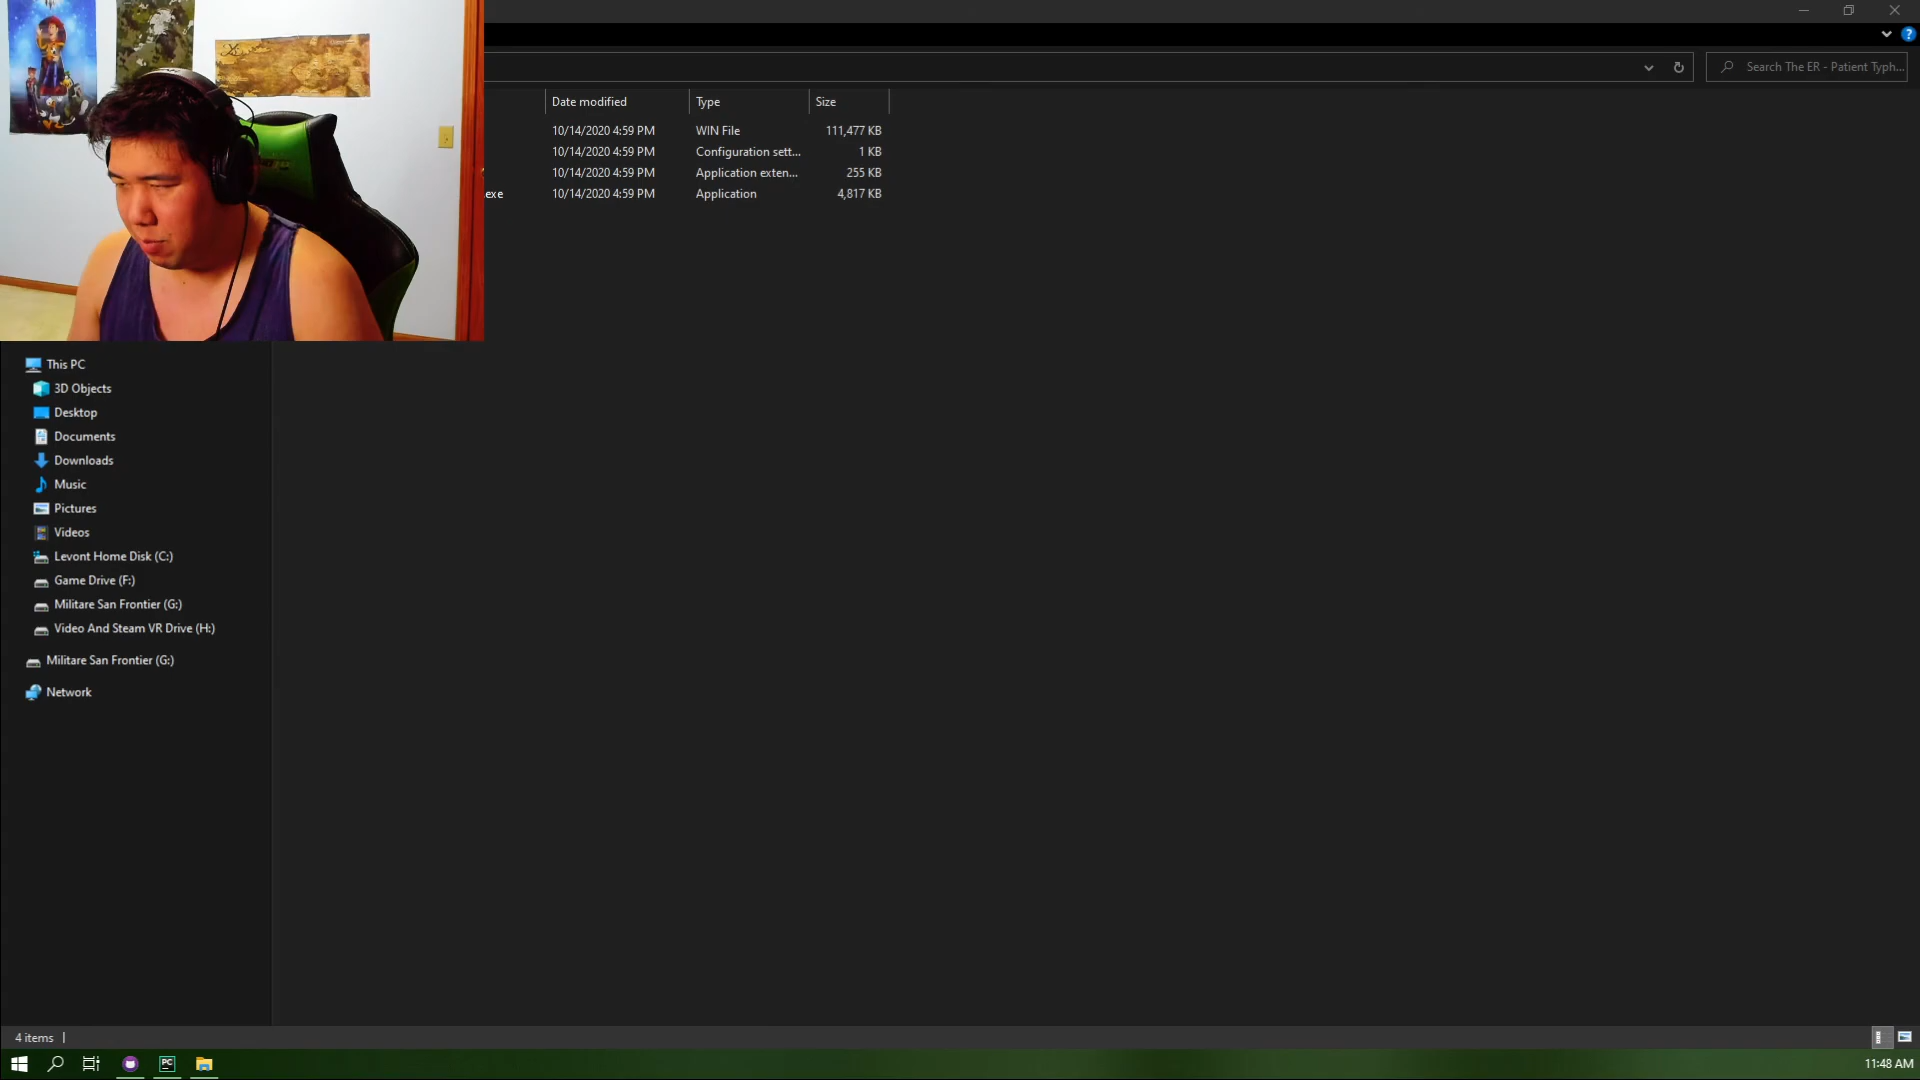 Search The ER - Patient Typh...
Date modified Type Size
10/14/2020 4:59 PM WIN File 111,477 KB
10/14/2020 4:59 PM Configuration sett... 1 KB
10/14/2020 4:59 PM Application exten... 255 KB
exe 10/14/2020 4:59 PM Application 4,817 KB
This PC
3D Objects
Desktop
Documents
Downloads
Music
Pictures
Videos
Levont Home Disk (C:)
Game Drive (F:)
Militare San Frontier (G:)
Video And Steam VR Drive (H:)
Militare San Frontier (G:)
Network
4 items
PC
11:48 AM